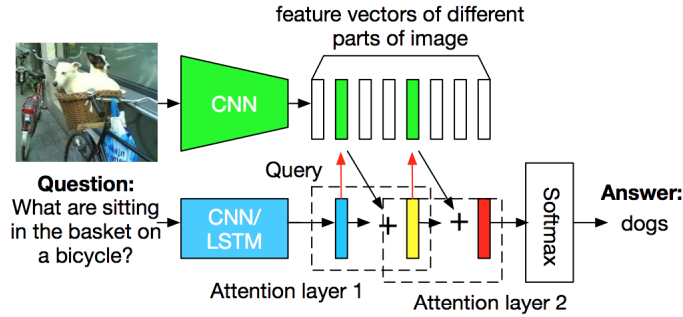 feature vectors of different
parts of image
CNN
Query
Question:
What are sitting
in the basket on
a bicycle?
CNN/
LSTM
+
+
Softmax
Answer:
dogs
Attention layer 1
Attention layer 2